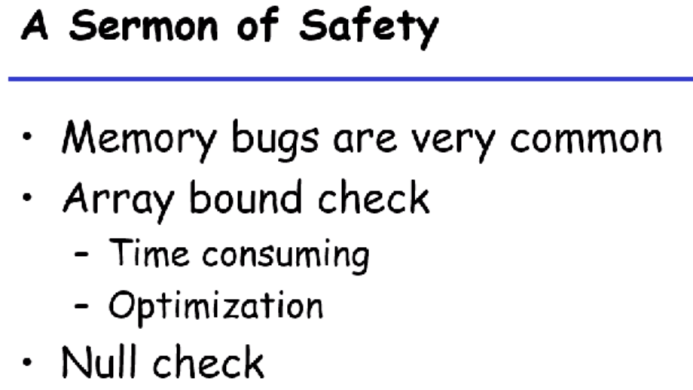 A Sermon of Safety
• Memory bugs are very common
• Array bound check
– Time consuming
– Optimization
• Null check